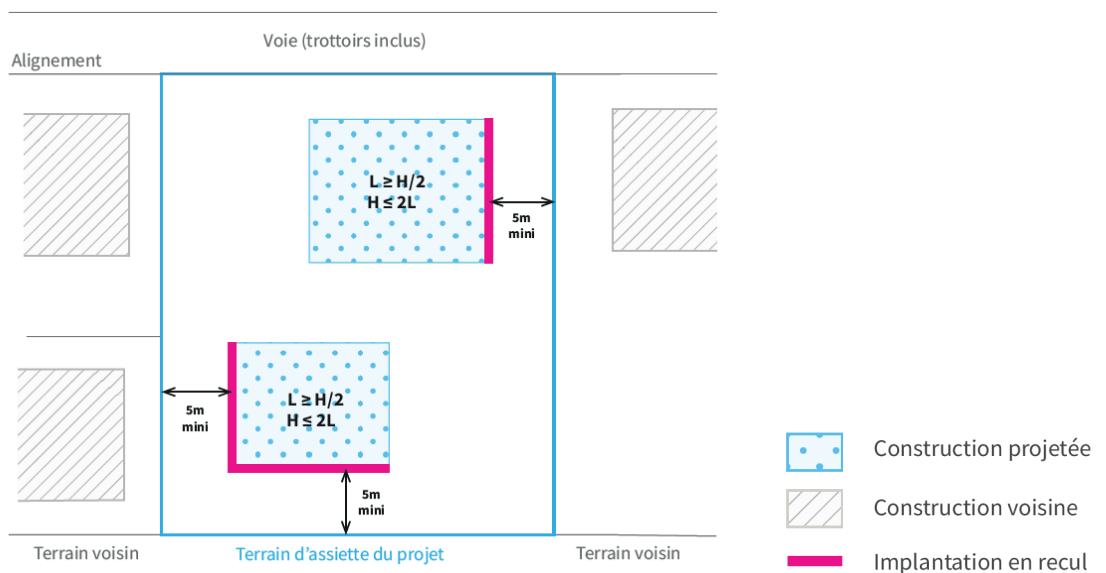 Voie (trottoirs inclus)
Alignement
L ≥ H/2
H ≤ 2L
5m
mini
L ≥ H/2
H ≤ 2L
5m
mini
5m
mini
Terrain voisin
Terrain d’assiette du projet
Terrain voisin
Construction projetée
Construction voisine
Implantation en recul